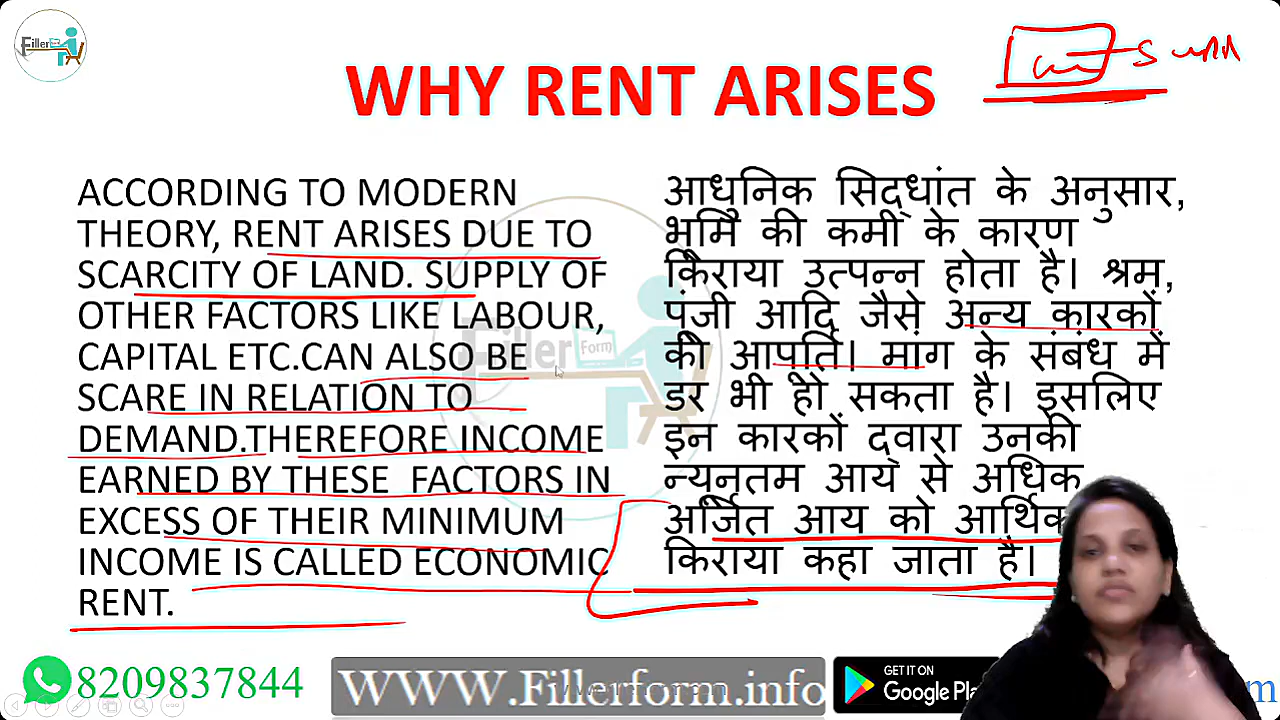 Filler Form
WHY RENT ARISES
ACCORDING TO MODERN
THEORY, RENT ARISES DUE TO
SCARCITY OF LAND. SUPPLY OF
OTHER FACTORS LIKE LABOUR,
CAPITAL ETC.CAN ALSO BE
SCARE IN RELATION TO
DEMAND.THEREFORE INCOME
EARNED BY THESE FACTORS IN
EXCESS OF THEIR MINIMUM
INCOME IS CALLED ECONOMIC
RENT.
आधुनिक सिद्धांत के अनुसार,
भूमि की कमी के कारण
किराया उत्पन्न होता है। श्रम,
पूंजी आदि जैसे अन्य कारकों
की आपूर्ति। मांग के संबंध में
डर भी हो सकता है। इसलिए
इन कारकों द्वारा उनकी
न्यूनतम आय से अधिक
अर्जित आय को आर्थिक
किराया कहा जाता है।
Filler Form
8209837844
WWW.Fillerform.info
GET IT ON
Google